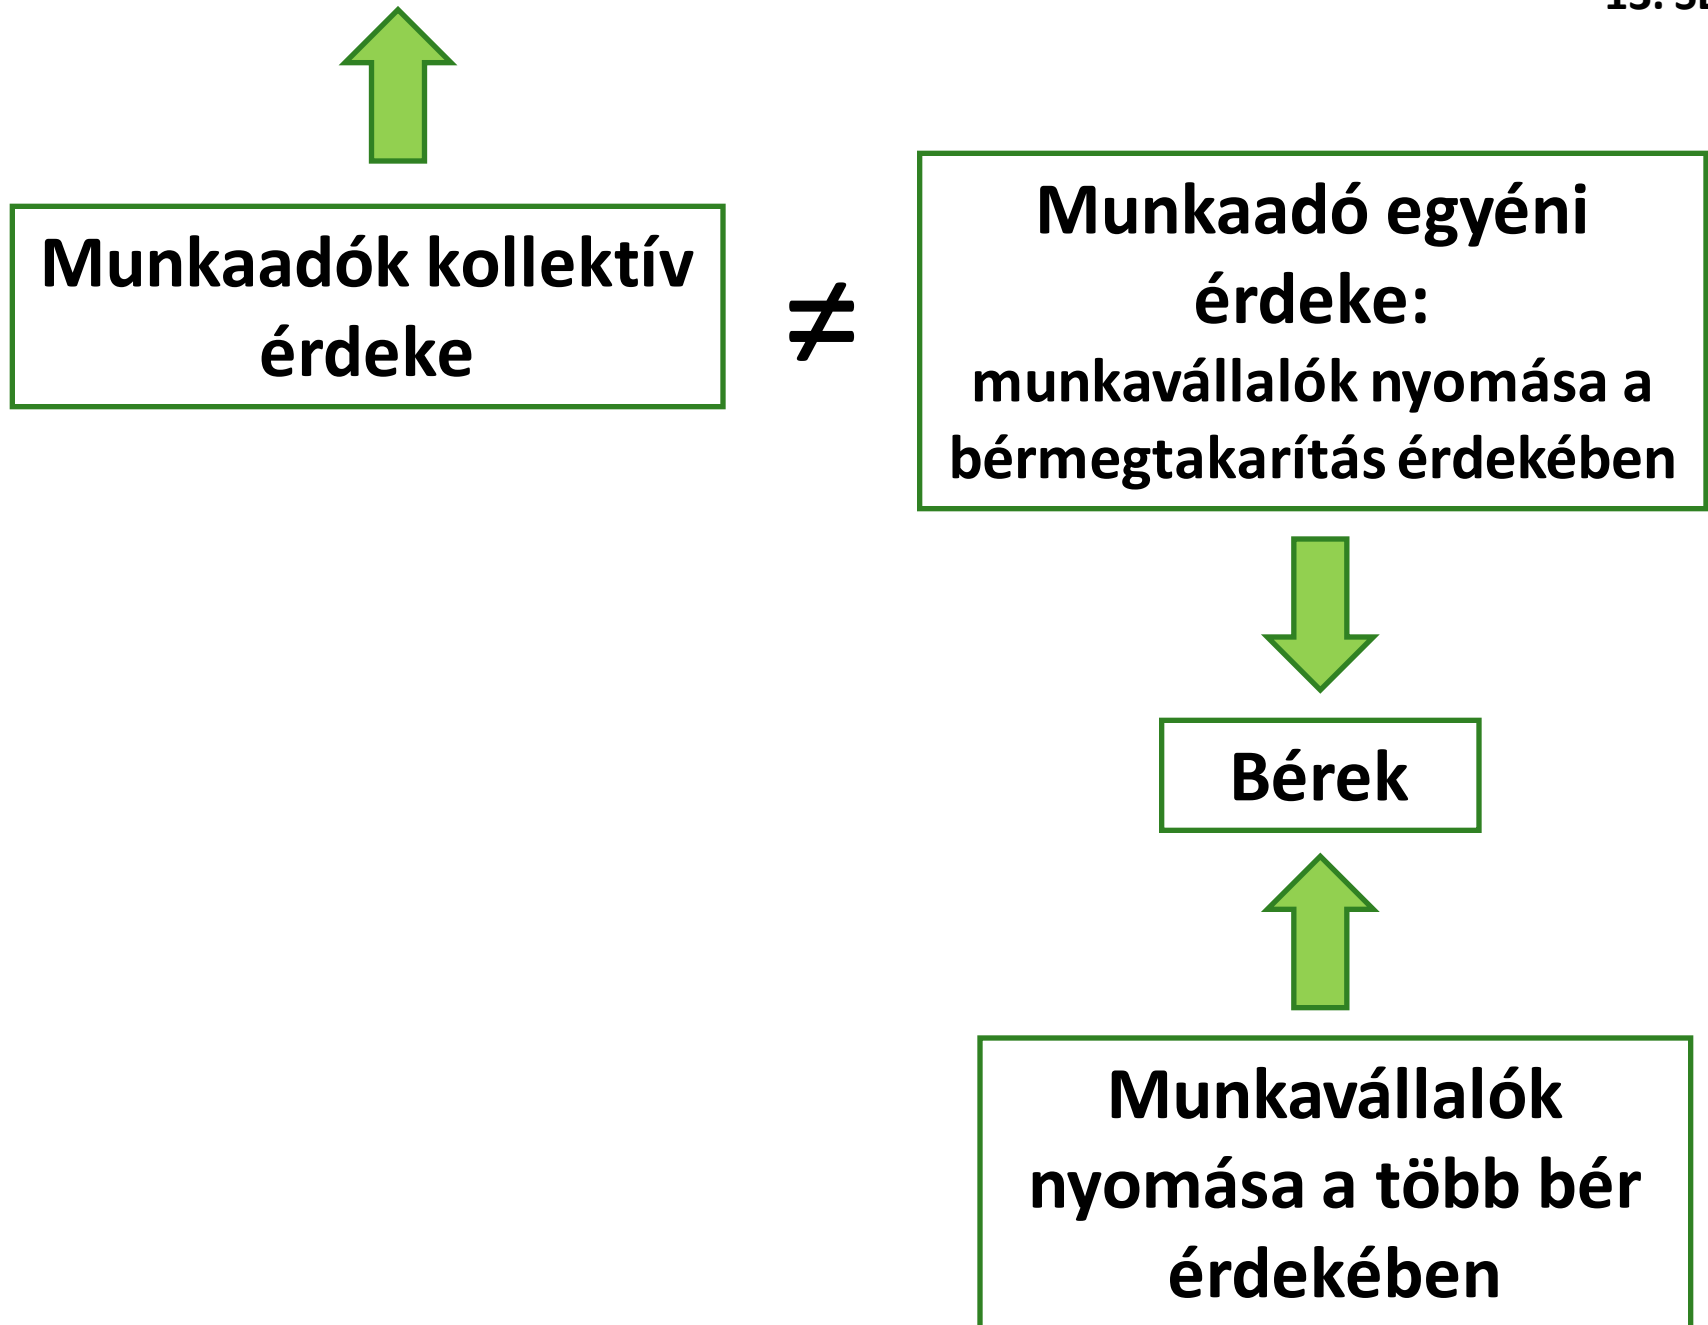 Munkaadók kollektív
érdeke
≠
Munkaadó egyéni
érdeke:
munkavállalók nyomása a
bérmegtakarítás érdekében
Bérek
Munkavállalók
nyomása a több bér
érdekében